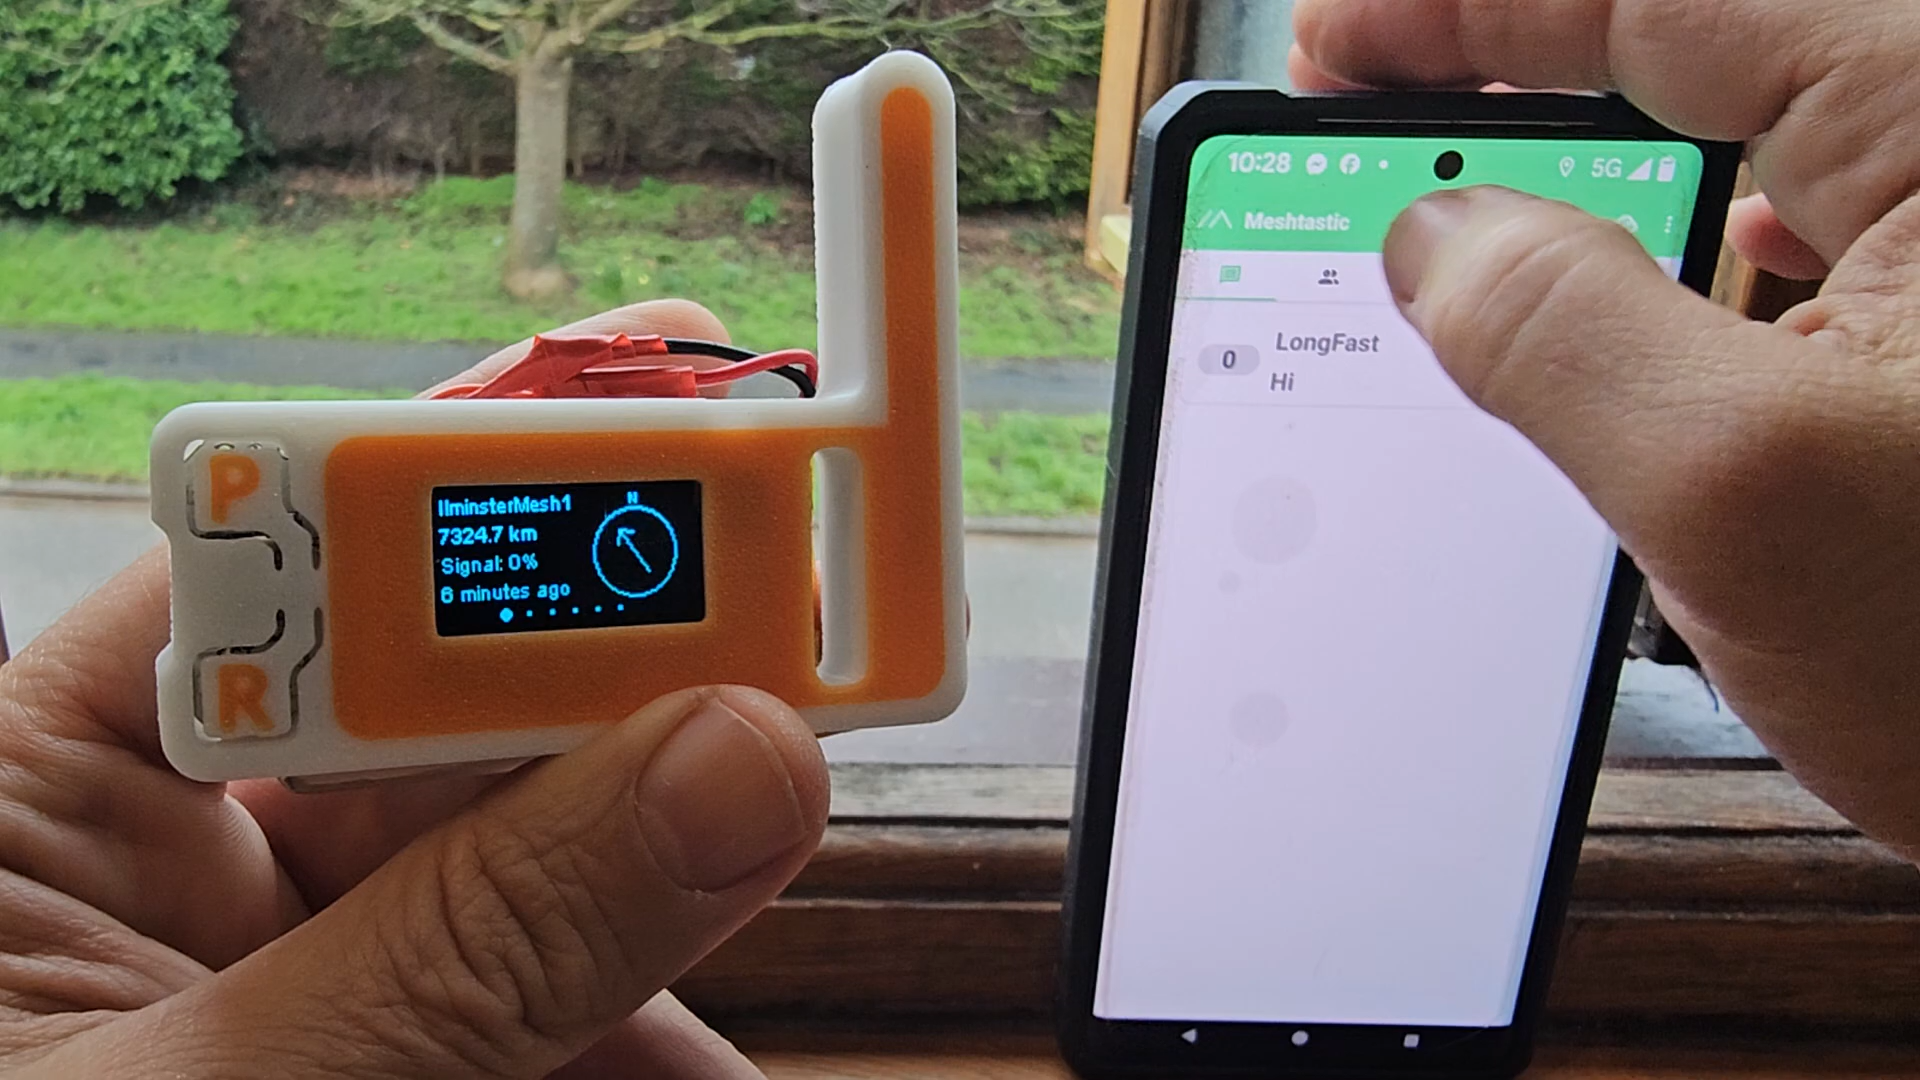 P
R
IlminsterMesh1
7324.7 km
Signal: 0%
6 minutes ago
N
10:28
5G
Meshtastic
0
LongFast
Hi